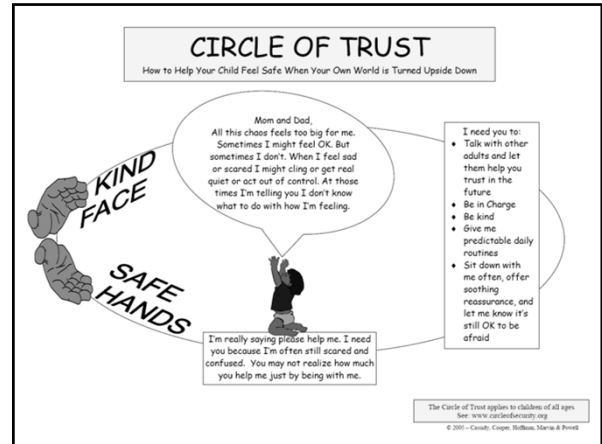 CIRCLE OF TRUST
How to Help Your Child Feel Safe When Your Own World is Turned Upside Down
Mom and Dad,
All this chaos feels too big for me.
Sometimes I might feel OK. But
sometimes I don't. When I feel sad
or scared I might cling or get real
quiet or act out of control. At those
times I'm telling you I don't know
what to do with how I'm feeling.
KIND
FACE
SAFE
HANDS
I'm really saying please help me. I need
you because I'm often still scared and
confused. You may not realize how much
you help me just by being with me.
I need you to:
♦ Talk with other
adults and let
them help you
trust in the
future
♦ Be in Charge
♦ Be kind
♦ Give me
predictable daily
routines
♦ Sit down with
me often, offer
soothing
reassurance, and
let me know it's
still OK to be
afraid
The Circle of Trust applies to children of all ages
See: www.circleofsecurity.org
© 2005 – Cassidy, Cooper, Hoffman, Marvin & Powell